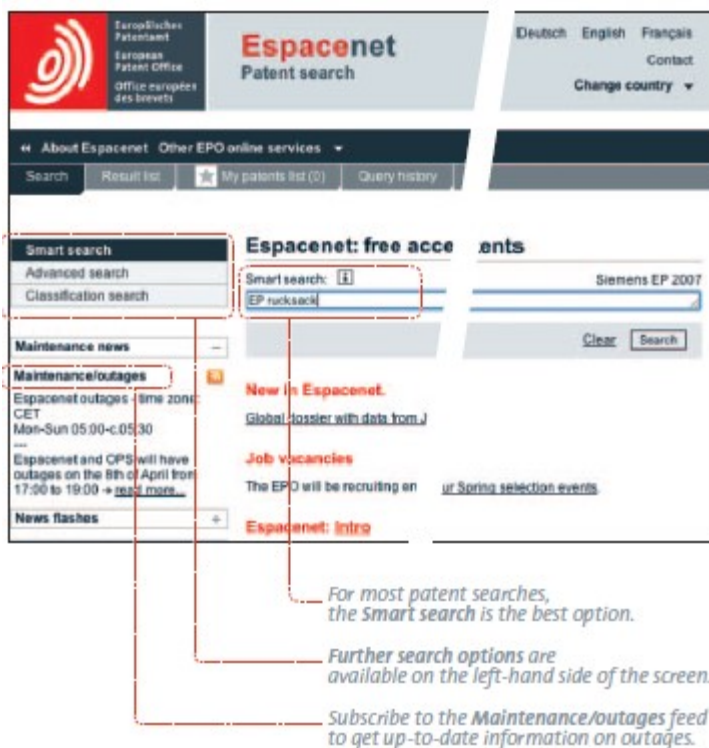 Europäisches
Patentamt
European
Patent Office
Office européen
des brevets
Espacenet
Patent search
Deutsch English Français
Contact
Change country
About Espacenet Other EPO online services
Search Result list My patents list (0) Query history
Smart search
Advanced search
Classification search
Maintenance news
Maintenance/outages
Espacenet outages - time zone:
CET
Mon-Sun 05:00-c.05:30
---
Espacenet and OPS will have
outages on the 8th of April from
17:00 to 19:00 → read more...
News flashes
Espacenet: free acce ents
Smart search:
Siemens EP 2007
EP rucksack
Clear Search
New in Espacenet.
Global dossier with data from J
Job vacancies
The EPO will be recruiting en ur Spring selection events.
Espacenet: Intro
For most patent searches,
the Smart search is the best option.
Further search options are
available on the left-hand side of the screen.
Subscribe to the Maintenance/outages feed
to get up-to-date information on outages.